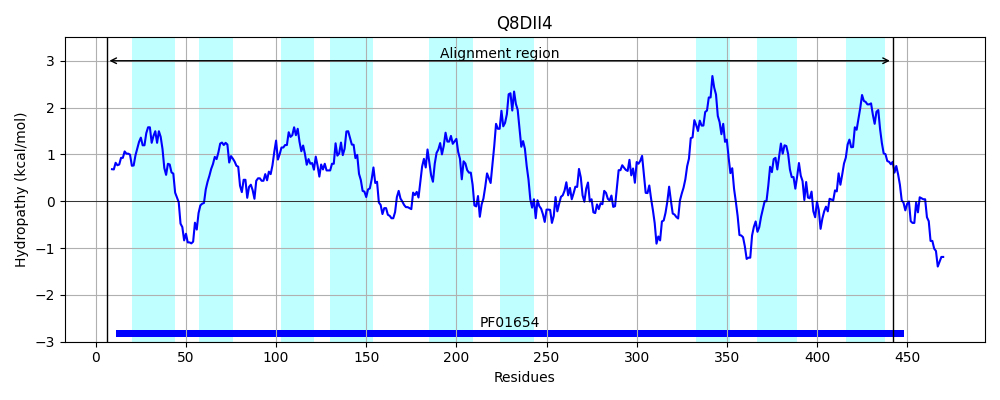 Q8DII4
Alignment region
3
2
1
0
−1
−2
−3
Hydropathy (kcal/mol)
PF01654
0 50 100 150 200 250 300 350 400 450
Residues